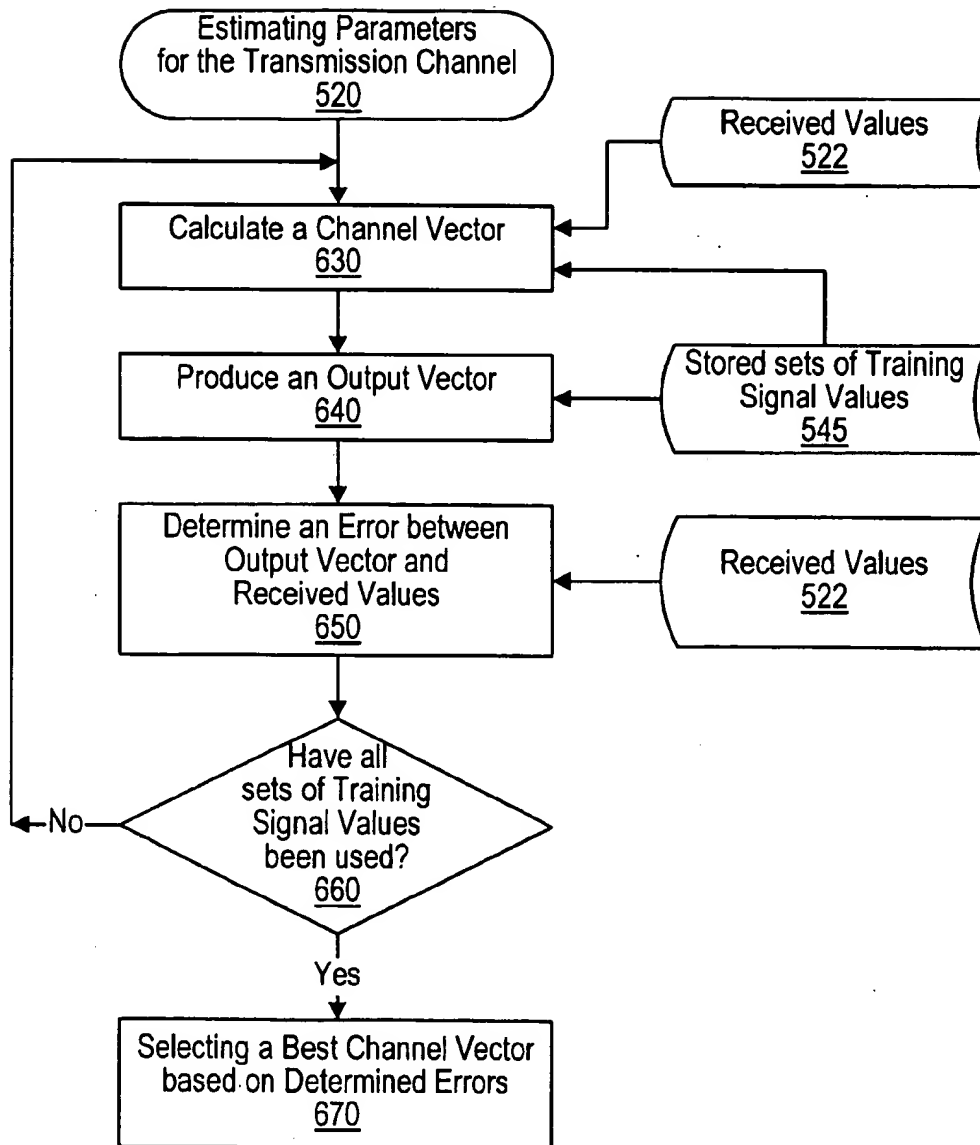 Estimating Parameters
for the Transmission Channel
520
Received Values
522
Calculate a Channel Vector
630
Stored sets of Training
Signal Values
545
Produce an Output Vector
640
Determine an Error between
Output Vector and
Received Values
650
Received Values
522
Have all
sets of Training
Signal Values
been used?
660
No
Yes
Selecting a Best Channel Vector
based on Determined Errors
670